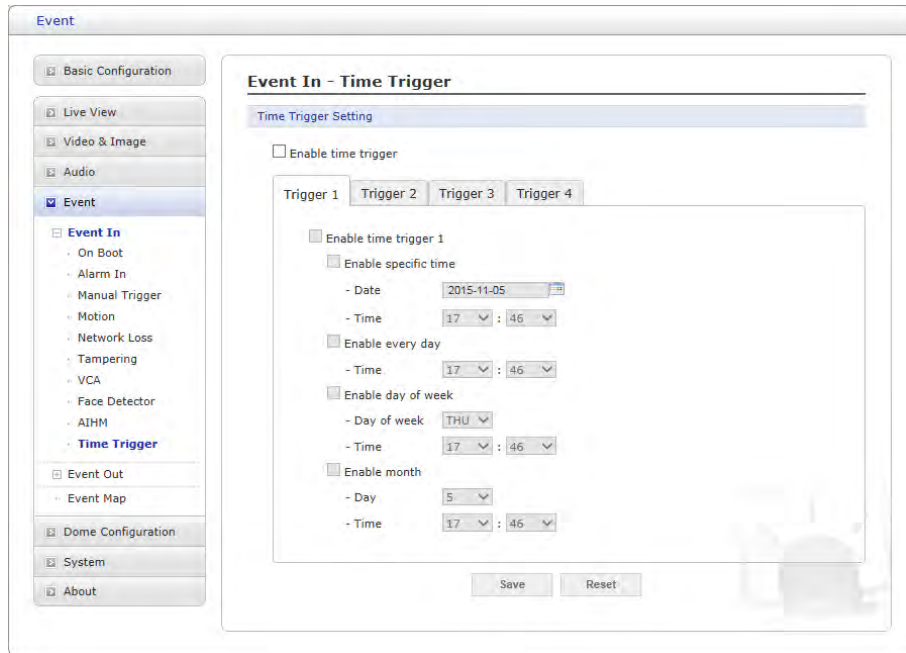 Event
Basic Configuration
Live View
Video & Image
Audio
Event
Event In
On Boot
Alarm In
Manual Trigger
Motion
Network Loss
Tampering
VCA
Face Detector
AIHM
Time Trigger
Event Out
Event Map
Dome Configuration
System
About
Event In - Time Trigger
Time Trigger Setting
Enable time trigger
Trigger 1 Trigger 2 Trigger 3 Trigger 4
Enable time trigger 1
Enable specific time
- Date 2015-11-05
- Time 17 : 46
Enable every day
- Time 17 : 46
Enable day of week
- Day of week THU
- Time 17 : 46
Enable month
- Day 5
- Time 17 : 46
Save Reset